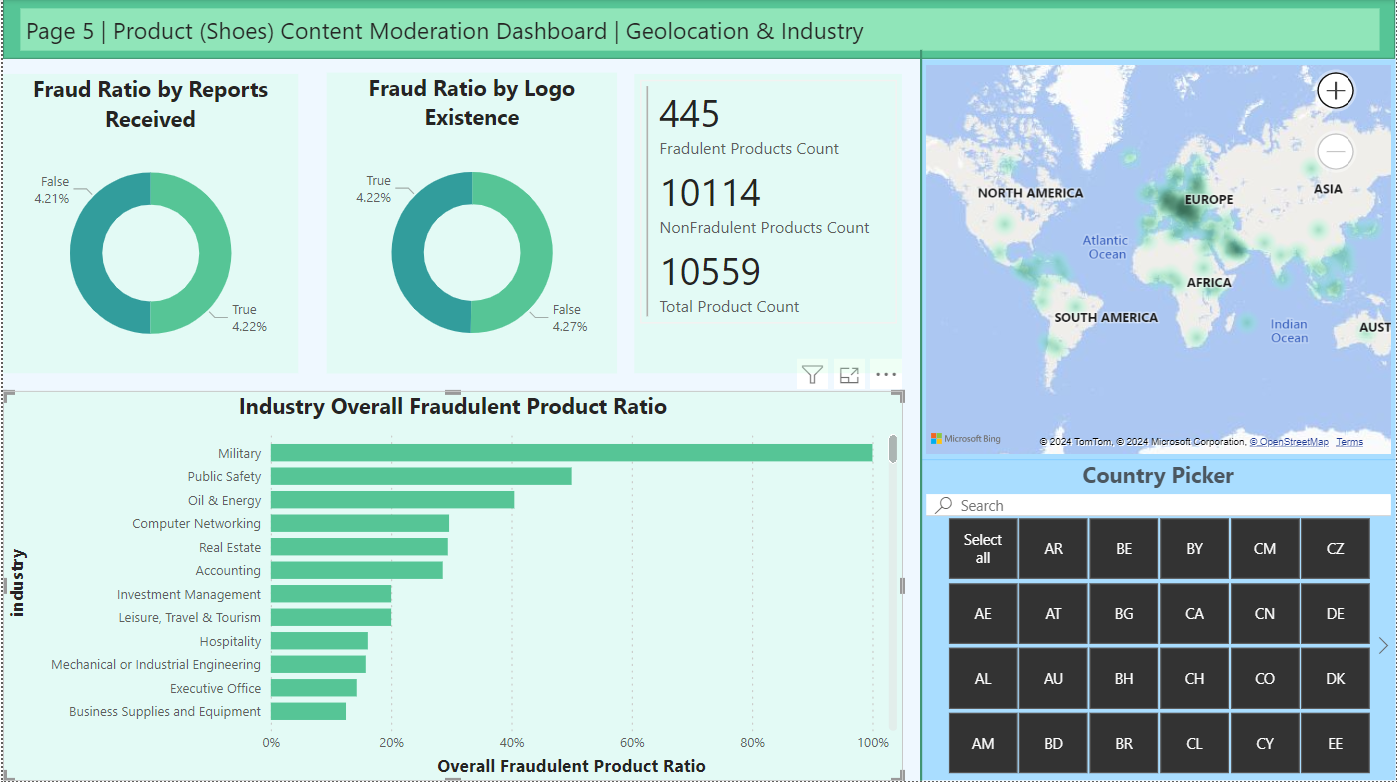 Page 5 | Product (Shoes) Content Moderation Dashboard | Geolocation & Industry
Fraud Ratio by Reports
Received
False
4.21%
True
4.22%
Fraud Ratio by Logo
Existence
True
4.22%
False
4.27%
445
Fradulent Products Count
10114
NonFradulent Products Count
10559
Total Product Count
NORTH AMERICA
EUROPE
ASIA
Atlantic
Ocean
AFRICA
SOUTH AMERICA
Indian
Ocean
AUST
Microsoft Bing
© 2024 TomTom, © 2024 Microsoft Corporation, © OpenStreetMap Terms
Industry Overall Fraudulent Product Ratio
industry
Military
Public Safety
Oil & Energy
Computer Networking
Real Estate
Accounting
Investment Management
Leisure, Travel & Tourism
Hospitality
Mechanical or Industrial Engineering
Executive Office
Business Supplies and Equipment
0% 20% 40% 60% 80% 100%
Overall Fraudulent Product Ratio
Country Picker
Search
Select
all
AR BE BY CM CZ
AE AT BG CA CN DE
AL AU BH CH CO DK
AM BD BR CL CY EE